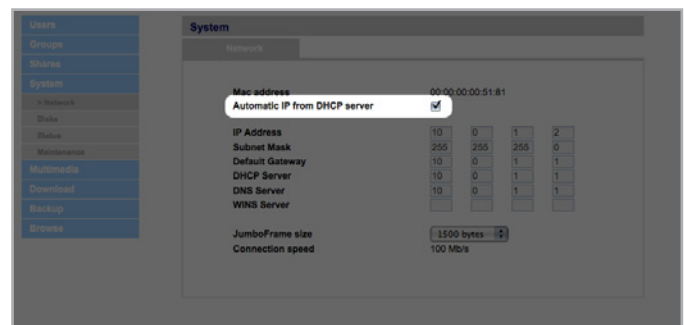 Users
Groups
Shares
System
> Network
Disks
Status
Maintenance
Multimedia
Download
Backup
Browse
System
Network
Mac address 00:00:00:00:51:81
Automatic IP from DHCP server
IP Address 10 0 1 2
Subnet Mask 255 255 255 0
Default Gateway 10 0 1 1
DHCP Server 10 0 1 1
DNS Server 10 0 1 1
WINS Server
JumboFrame size 1500 bytes
Connection speed 100 Mb/s